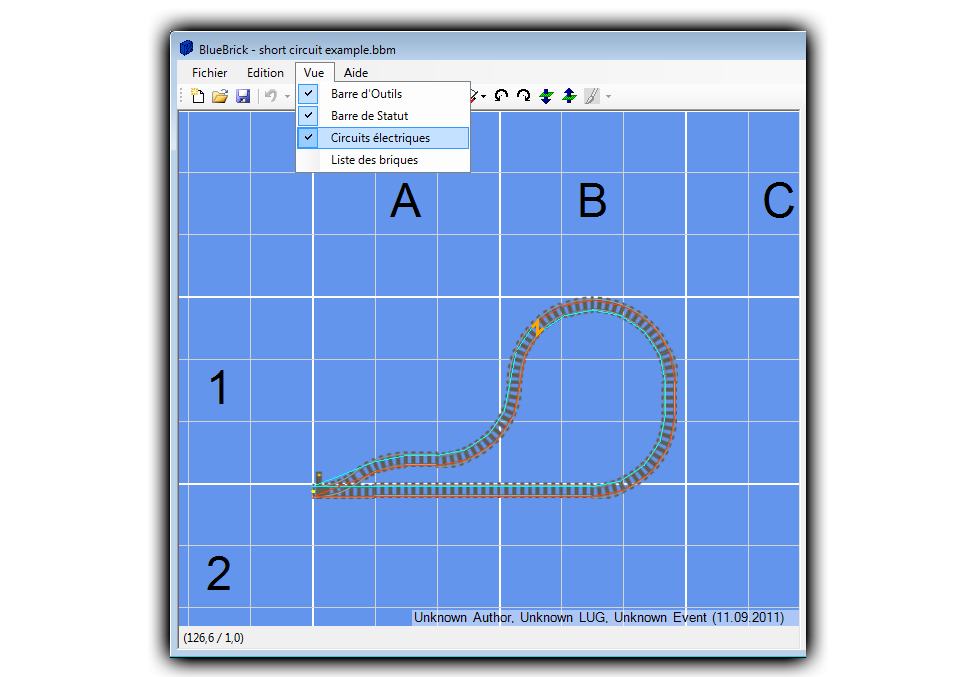 BlueBrick - short circuit example.bbm
Fichier Edition Vue Aide
Barre d'Outils
Barre de Statut
Circuits électriques
Liste des briques
A B C
1
2
Unknown Author, Unknown LUG, Unknown Event (11.09.2011)
(126,6 / 1,0)